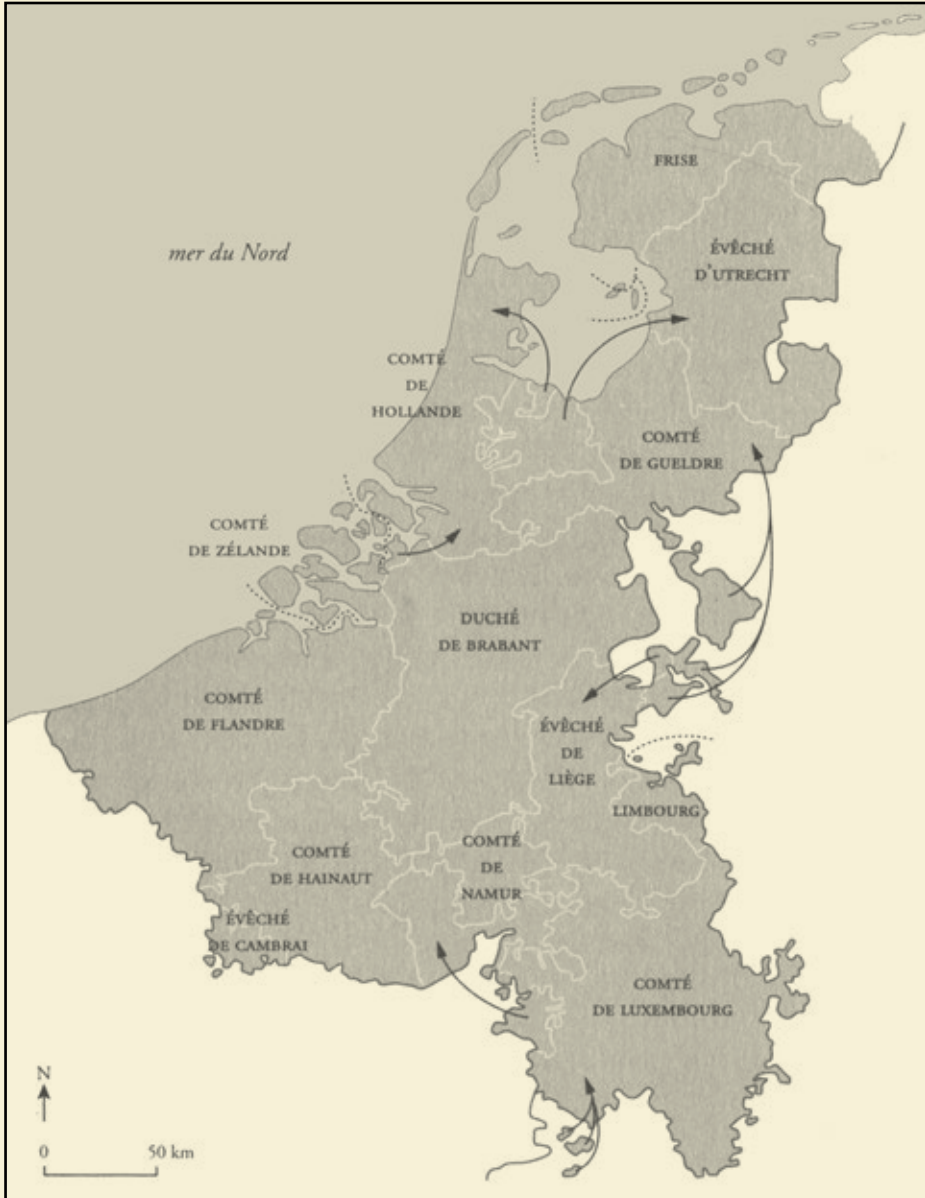 FRISE
ÉVÊCHÉ
D'UTRECHT
mer du Nord
COMTÉ
DE
HOLLANDE
COMTÉ
DE GUELDRE
COMTÉ
DE ZÉLANDE
DUCHÉ
DE BRABANT
COMTÉ
DE FLANDRE
ÉVÊCHÉ
DE
LIÈGE
LIMBOURG
COMTÉ
DE HAINAUT
COMTÉ
DE
NAMUR
ÉVÊCHÉ
DE CAMBRAI
COMTÉ
DE LUXEMBOURG
N
0 50 km